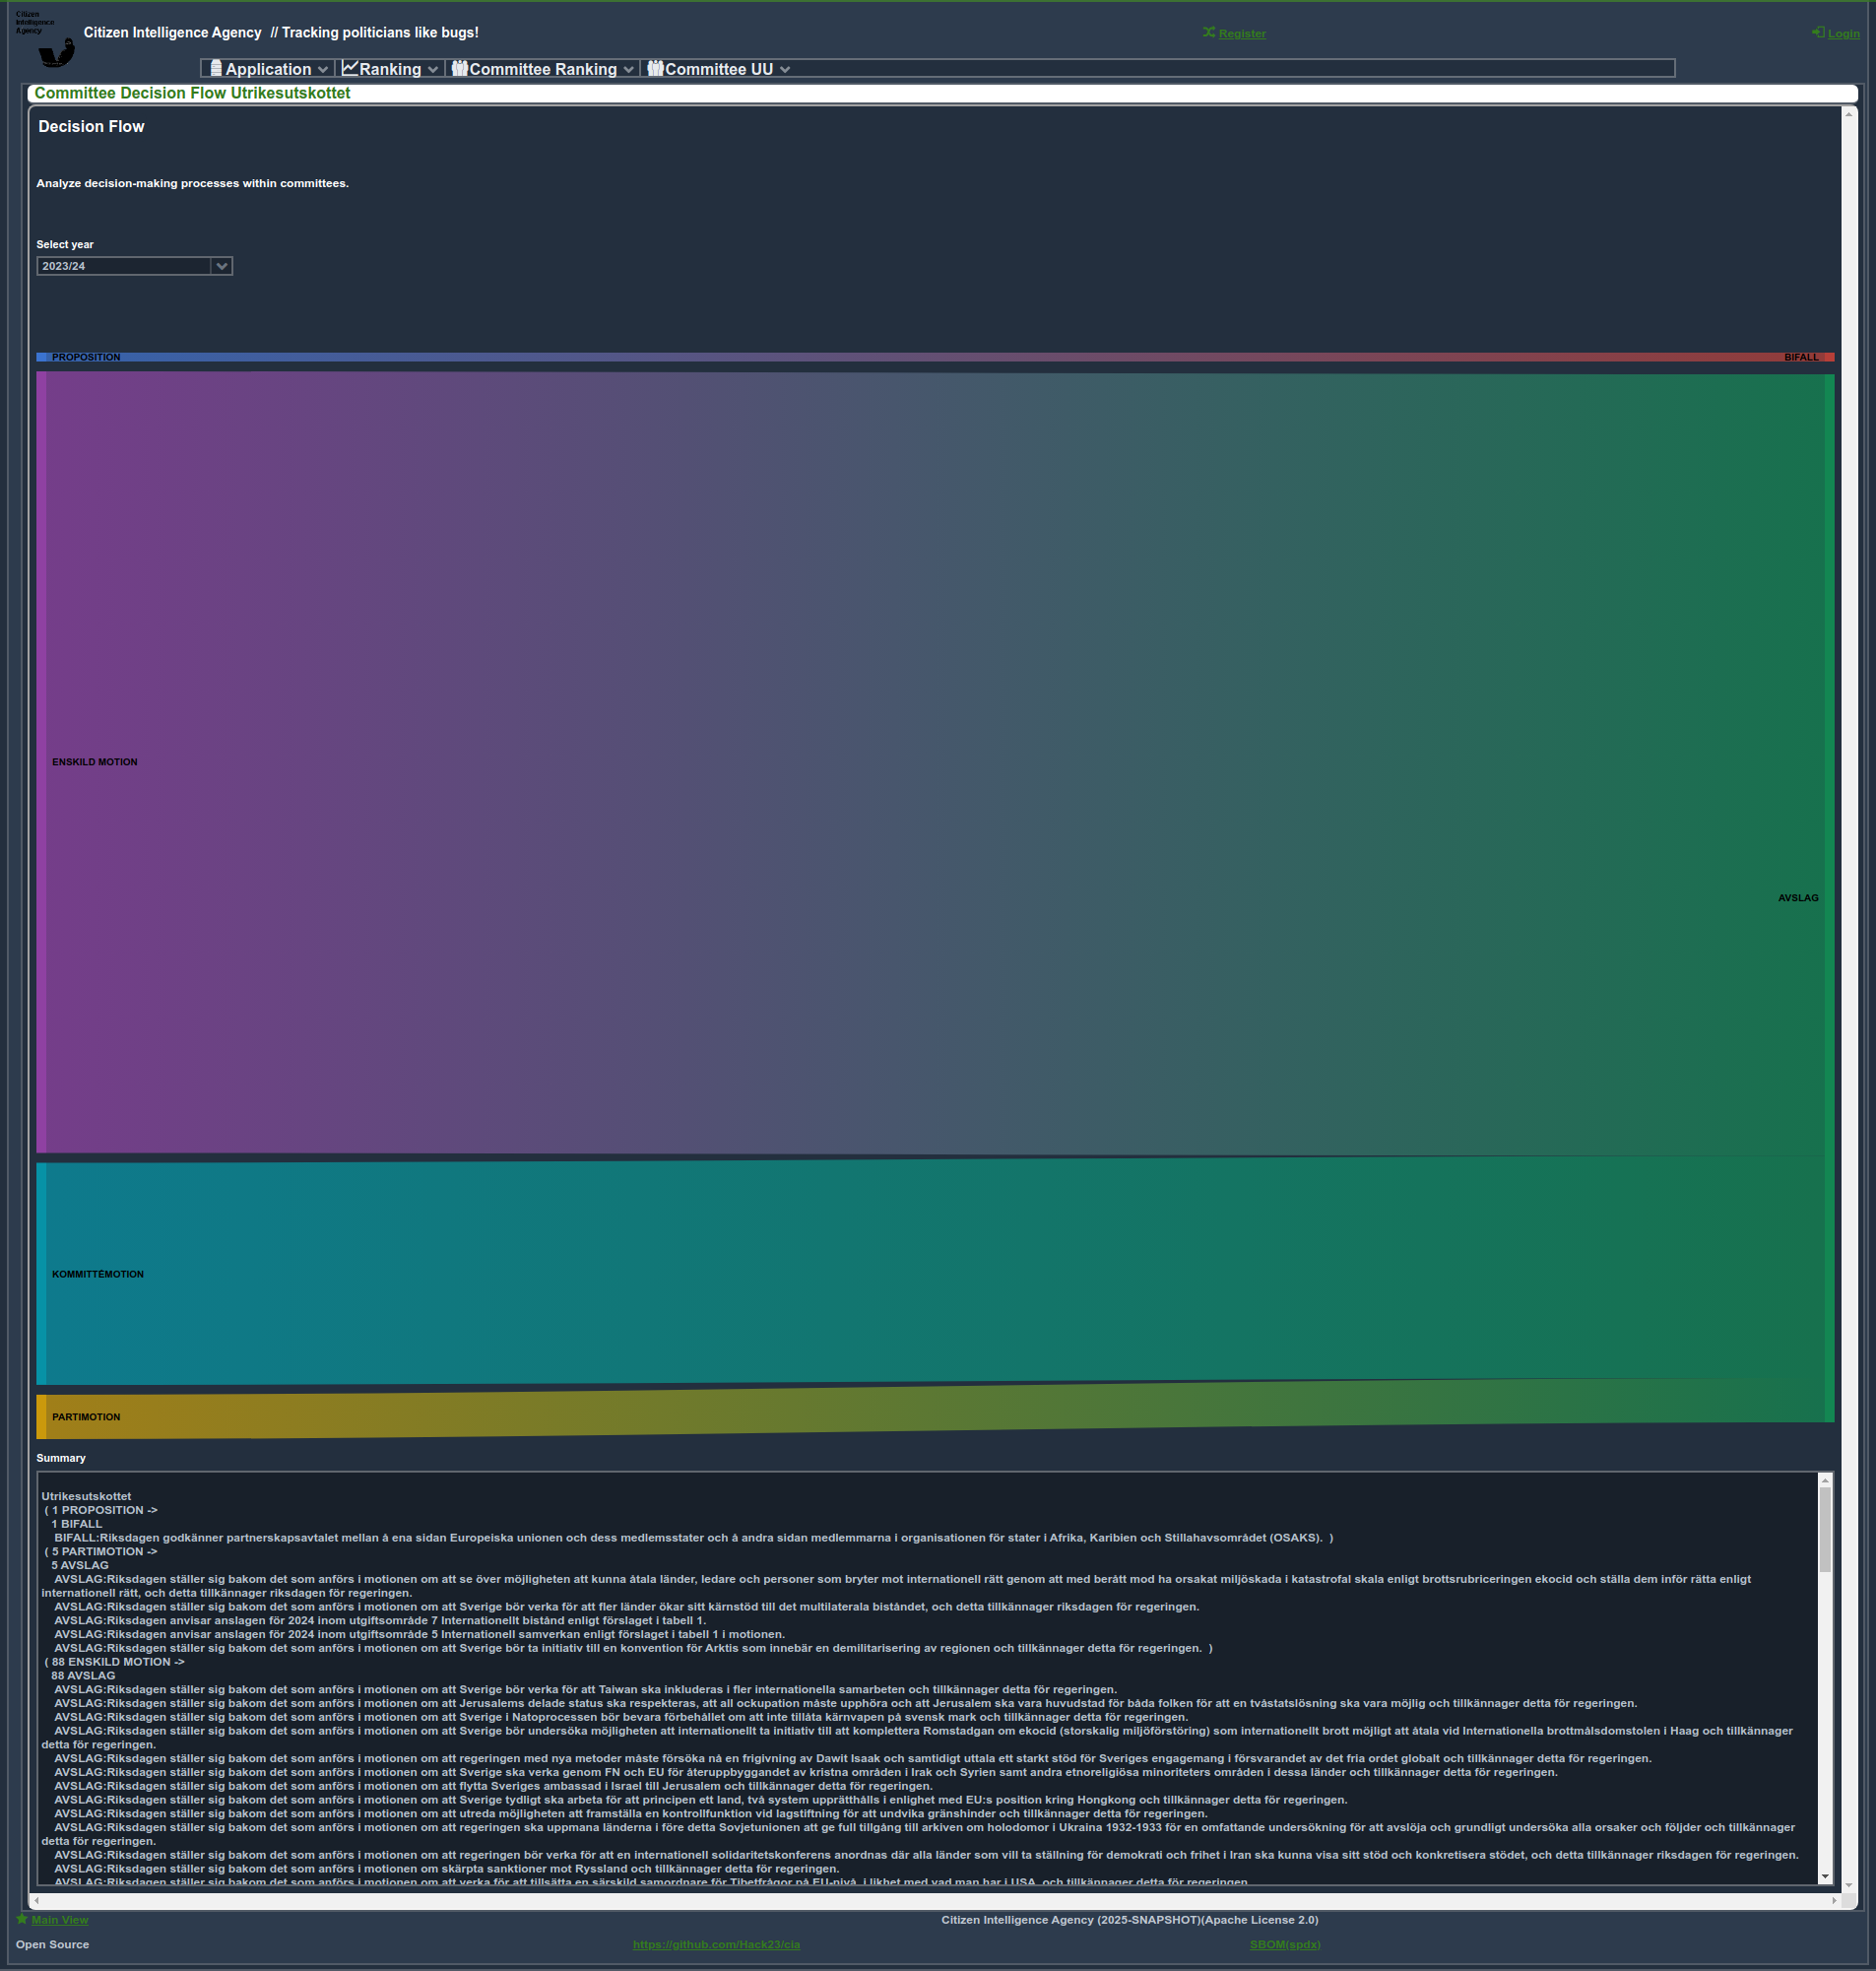 Citizen
Intelligence
Agency
Citizen Intelligence Agency // Tracking politicians like bugs!
Register
Login
Application
Ranking
Committee Ranking
Committee UU
Committee Decision Flow Utrikesutskottet
Decision Flow
Analyze decision-making processes within committees.
Select year
2023/24
PROPOSITION
BIFALL
ENSKILD MOTION
AVSLAG
KOMMITTÉMOTION
PARTIMOTION
Summary
Utrikesutskottet
( 1 PROPOSITION ->
1 BIFALL
BIFALL:Riksdagen godkänner partnerskapsavtalet mellan å ena sidan Europeiska unionen och dess medlemsstater och å andra sidan medlemmarna i organisationen för stater i Afrika, Karibien och Stillahavsområdet (OSAKS). )
( 5 PARTIMOTION ->
5 AVSLAG
AVSLAG:Riksdagen ställer sig bakom det som anförs i motionen om att se över möjligheten att kunna åtala länder, ledare och personer som bryter mot internationell rätt genom att med berått mod ha orsakat miljöskada i katastrofal skala enligt brottsrubriceringen ekocid och ställa dem inför rätta enligt
internationell rätt, och detta tillkännager riksdagen för regeringen.
AVSLAG:Riksdagen ställer sig bakom det som anförs i motionen om att Sverige bör verka för att fler länder ökar sitt kärnstöd till det multilaterala biståndet, och detta tillkännager riksdagen för regeringen.
AVSLAG:Riksdagen anvisar anslagen för 2024 inom utgiftsområde 7 Internationellt bistånd enligt förslaget i tabell 1.
AVSLAG:Riksdagen anvisar anslagen för 2024 inom utgiftsområde 5 Internationell samverkan enligt förslaget i tabell 1 i motionen.
AVSLAG:Riksdagen ställer sig bakom det som anförs i motionen om att Sverige bör ta initiativ till en konvention för Arktis som innebär en demilitarisering av regionen och tillkännager detta för regeringen. )
( 88 ENSKILD MOTION ->
88 AVSLAG
AVSLAG:Riksdagen ställer sig bakom det som anförs i motionen om att Sverige bör verka för att Taiwan ska inkluderas i fler internationella samarbeten och tillkännager detta för regeringen.
AVSLAG:Riksdagen ställer sig bakom det som anförs i motionen om att Jerusalems delade status ska respekteras, att all ockupation måste upphöra och att Jerusalem ska vara huvudstad för båda folken för att en tvåstatslösning ska vara möjlig och tillkännager detta för regeringen.
AVSLAG:Riksdagen ställer sig bakom det som anförs i motionen om att Sverige i Natoprocessen bör bevara förbehållet om att inte tillåta kärnvapen på svensk mark och tillkännager detta för regeringen.
AVSLAG:Riksdagen ställer sig bakom det som anförs i motionen om att Sverige bör undersöka möjligheten att internationellt ta initiativ till att komplettera Romstadgan om ekocid (storskalig miljöförstöring) som internationellt brott möjligt att åtala vid Internationella brottmålsdomstolen i Haag och tillkännager
detta för regeringen.
AVSLAG:Riksdagen ställer sig bakom det som anförs i motionen om att regeringen med nya metoder måste försöka nå en frigivning av Dawit Isaak och samtidigt uttala ett starkt stöd för Sveriges engagemang i försvarandet av det fria ordet globalt och tillkännager detta för regeringen.
AVSLAG:Riksdagen ställer sig bakom det som anförs i motionen om att Sverige ska verka genom FN och EU för återuppbyggandet av kristna områden i Irak och Syrien samt andra etnoreligiösa minoriteters områden i dessa länder och tillkännager detta för regeringen.
AVSLAG:Riksdagen ställer sig bakom det som anförs i motionen om att flytta Sveriges ambassad i Israel till Jerusalem och tillkännager detta för regeringen.
AVSLAG:Riksdagen ställer sig bakom det som anförs i motionen om att Sverige tydligt ska arbeta för att principen ett land, två system upprätthålls i enlighet med EU:s position kring Hongkong och tillkännager detta för regeringen.
AVSLAG:Riksdagen ställer sig bakom det som anförs i motionen om att utreda möjligheten att framställa en kontrollfunktion vid lagstiftning för att undvika gränshinder och tillkännager detta för regeringen.
AVSLAG:Riksdagen ställer sig bakom det som anförs i motionen om att regeringen ska uppmana länderna i före detta Sovjetunionen att ge full tillgång till arkiven om holodomor i Ukraina 1932-1933 för en omfattande undersökning för att avslöja och grundligt undersöka alla orsaker och följder och tillkännager
detta för regeringen.
AVSLAG:Riksdagen ställer sig bakom det som anförs i motionen om att regeringen bör verka för att en internationell solidaritetskonferens anordnas där alla länder som vill ta ställning för demokrati och frihet i Iran ska kunna visa sitt stöd och konkretisera stödet, och detta tillkännager riksdagen för regeringen.
AVSLAG:Riksdagen ställer sig bakom det som anförs i motionen om skärpta sanktioner mot Ryssland och tillkännager detta för regeringen.
AVSLAG:Riksdagen ställer sig bakom det som anförs i motionen om att verka för att tillsätta en särskild samordnare för Tibetfrågor på EU-nivå, i likhet med vad man har i USA, och tillkännager detta för regeringen.
Main View
Citizen Intelligence Agency (2025-SNAPSHOT)(Apache License 2.0)
Open Source
https://github.com/Hack23/cia
SBOM(spdx)